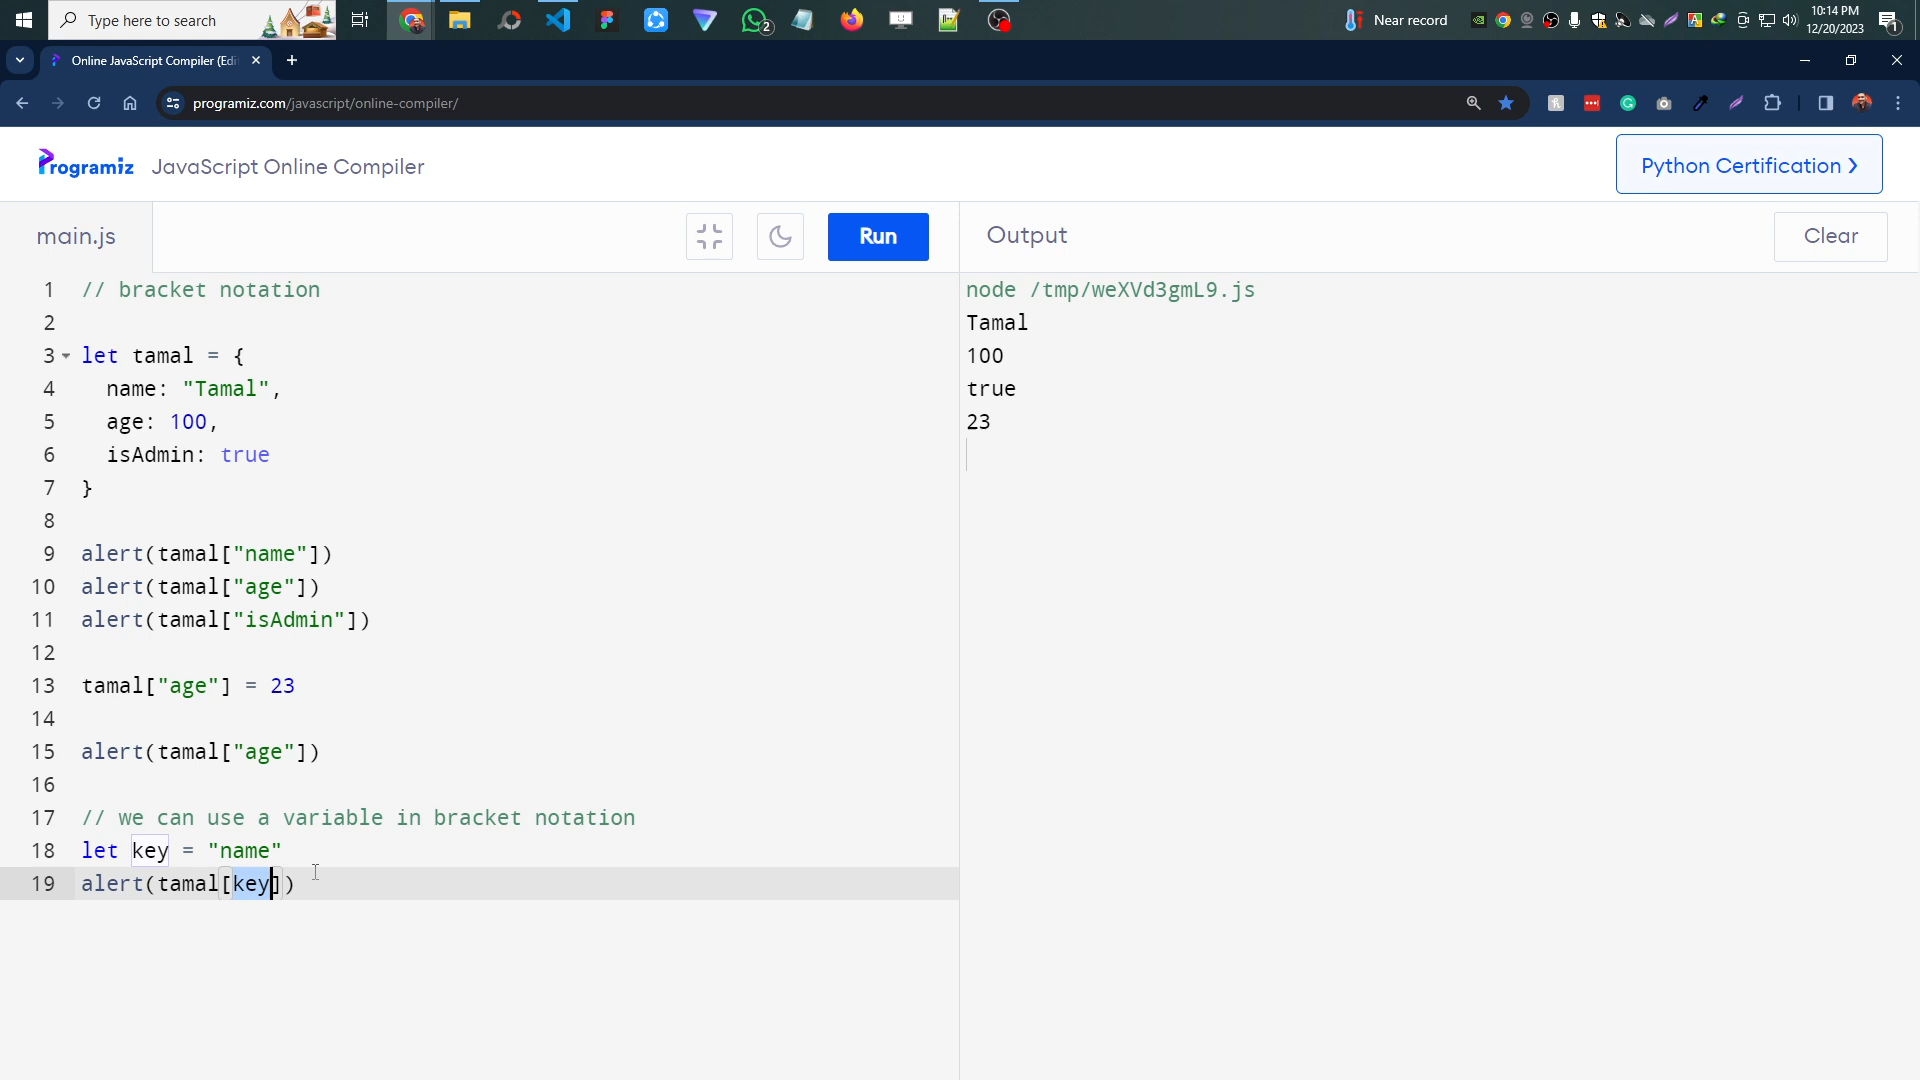 Type here to search
2
Near record
10:14 PM
12/20/2023
1
Online JavaScript Compiler (Edi
programiz.com/javascript/online-compiler/
Programiz JavaScript Online Compiler
Python Certification ❯
main.js
Run
Output
Clear
1 // bracket notation
2
3 let tamal = {
4 name: "Tamal",
5 age: 100,
6 isAdmin: true
7 }
8
9 alert(tamal["name"])
10 alert(tamal["age"])
11 alert(tamal["isAdmin"])
12
13 tamal["age"] = 23
14
15 alert(tamal["age"])
16
17 // we can use a variable in bracket notation
18 let key = "name"
19 alert(tamal[key])
node /tmp/weXVd3gmL9.js
Tamal
100
true
23